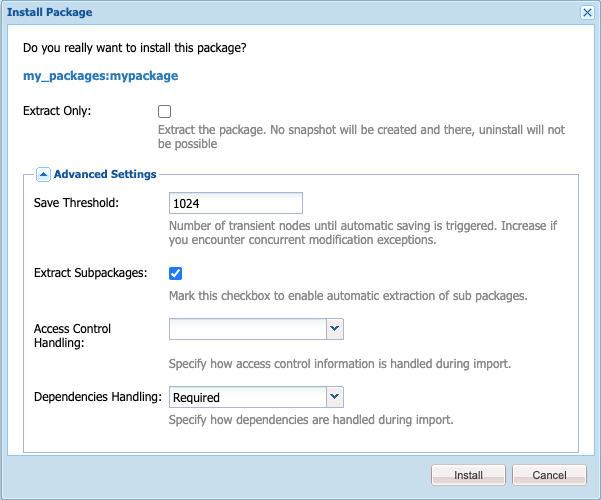 Install Package
Do you really want to install this package?
my_packages:mypackage
Extract Only:
Extract the package. No snapshot will be created and there, uninstall will not
be possible
Advanced Settings
Save Threshold:
1024
Number of transient nodes until automatic saving is triggered. Increase if
you encounter concurrent modification exceptions.
Extract Subpackages:
Mark this checkbox to enable automatic extraction of sub packages.
Access Control
Handling:
Specify how access control information is handled during import.
Dependencies Handling:
Required
Specify how dependencies are handled during import.
Install
Cancel